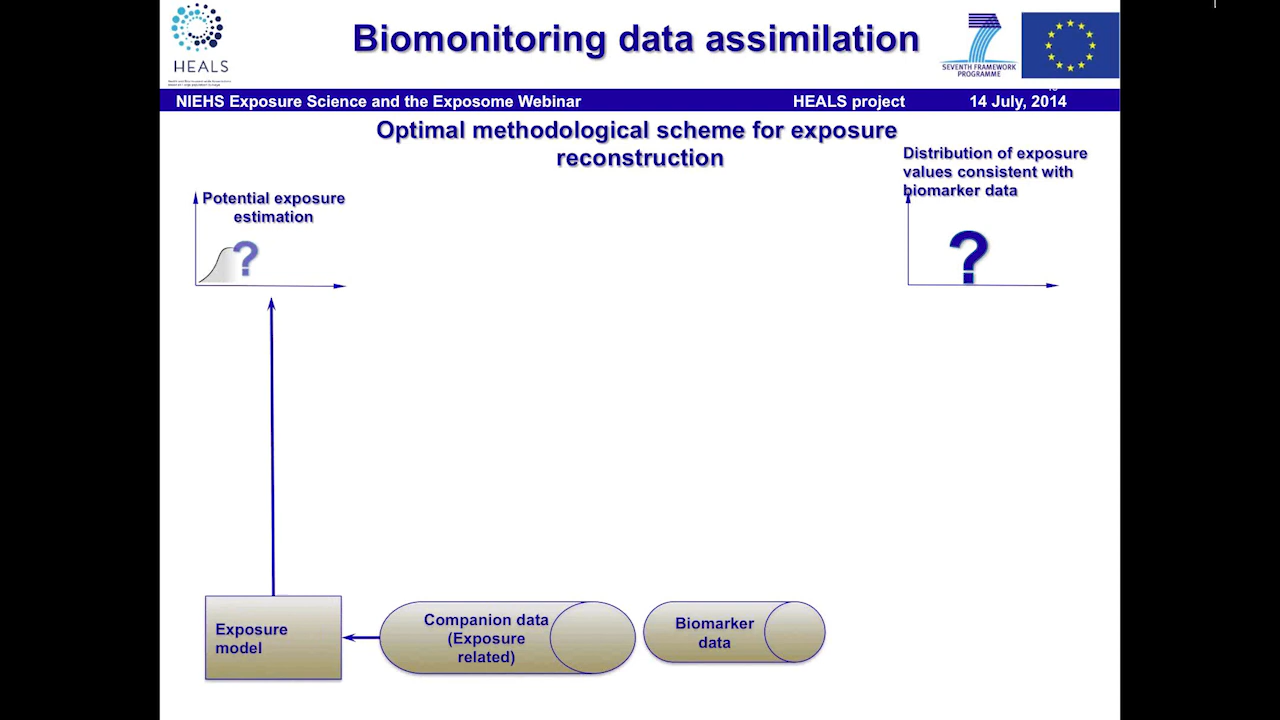 HEALS
Biomonitoring data assimilation
SEVENTH FRAMEWORK
PROGRAMME
NIEHS Exposure Science and the Exposome Webinar
HEALS project
14 July, 2014
Optimal methodological scheme for exposure
reconstruction
Distribution of exposure
values consistent with
biomarker data
Potential exposure
estimation
?
?
Exposure
model
Companion data
(Exposure
related)
Biomarker
data